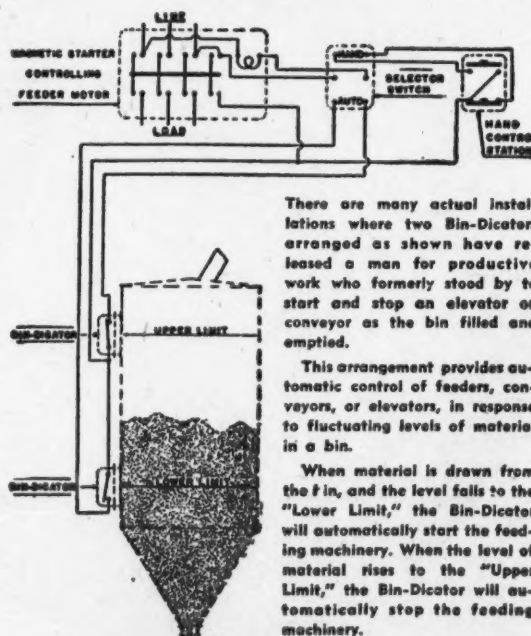 LINE
MAGNETIC STARTER
CONTROLLING
FEEDER MOTOR
LOAD
HAND
AUTO
SELECTOR
SWITCH
HAND
CONTROL
STATION
BIN-DICATOR
UPPER LIMIT
BIN-DICATOR
LOWER LIMIT
There are many actual instal
lations where two Bin-Dicator
arranged as shown have re
leased a man for productive
work who formerly stood by to
start and stop an elevator or
conveyor as the bin filled and
emptied.
This arrangement provides au-
tomatic control of feeders, con-
veyors, or elevators, in response
to fluctuating levels of material
in a bin.
When material is drawn from
the bin, and the level falls to the
"Lower Limit," the Bin-Dicator
will automatically start the feed-
ing machinery. When the level of
material rises to the "Upper
Limit," the Bin-Dicator will au-
tomatically stop the feeding
machinery.